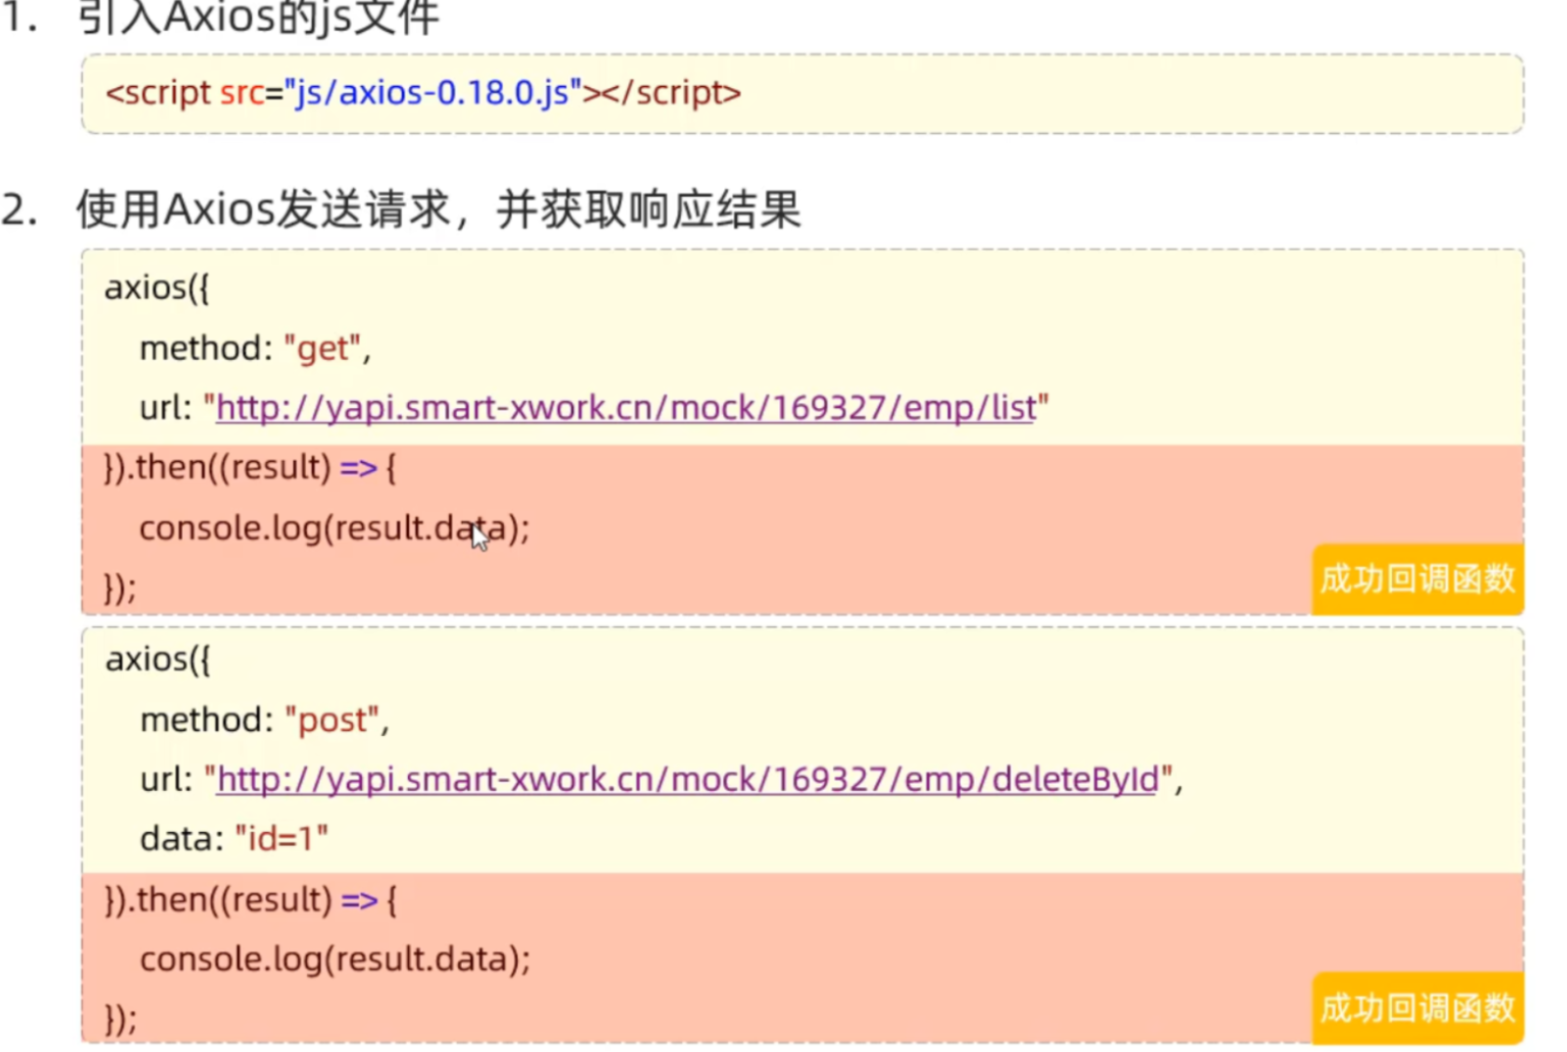 1. 引入Axios的js文件
<script src="js/axios-0.18.0.js"></script>
2. 使用Axios发送请求，并获取响应结果
axios({
method: "get",
url: "http://yapi.smart-xwork.cn/mock/169327/emp/list"
}).then((result) => {
console.log(result.data);
});
成功回调函数
axios({
method: "post",
url: "http://yapi.smart-xwork.cn/mock/169327/emp/deleteById",
data: "id=1"
}).then((result) => {
console.log(result.data);
});
成功回调函数